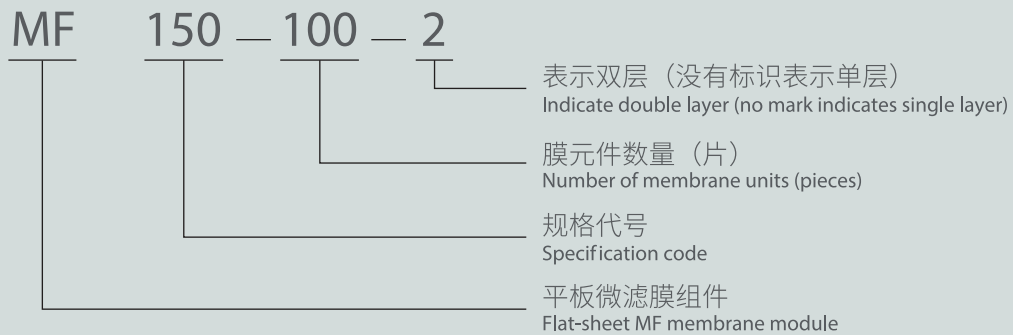 MF 150 — 100 — 2
表示双层（没有标识表示单层）
Indicate double layer (no mark indicates single layer)
膜元件数量（片）
Number of membrane units (pieces)
规格代号
Specification code
平板微滤膜组件
Flat-sheet MF membrane module